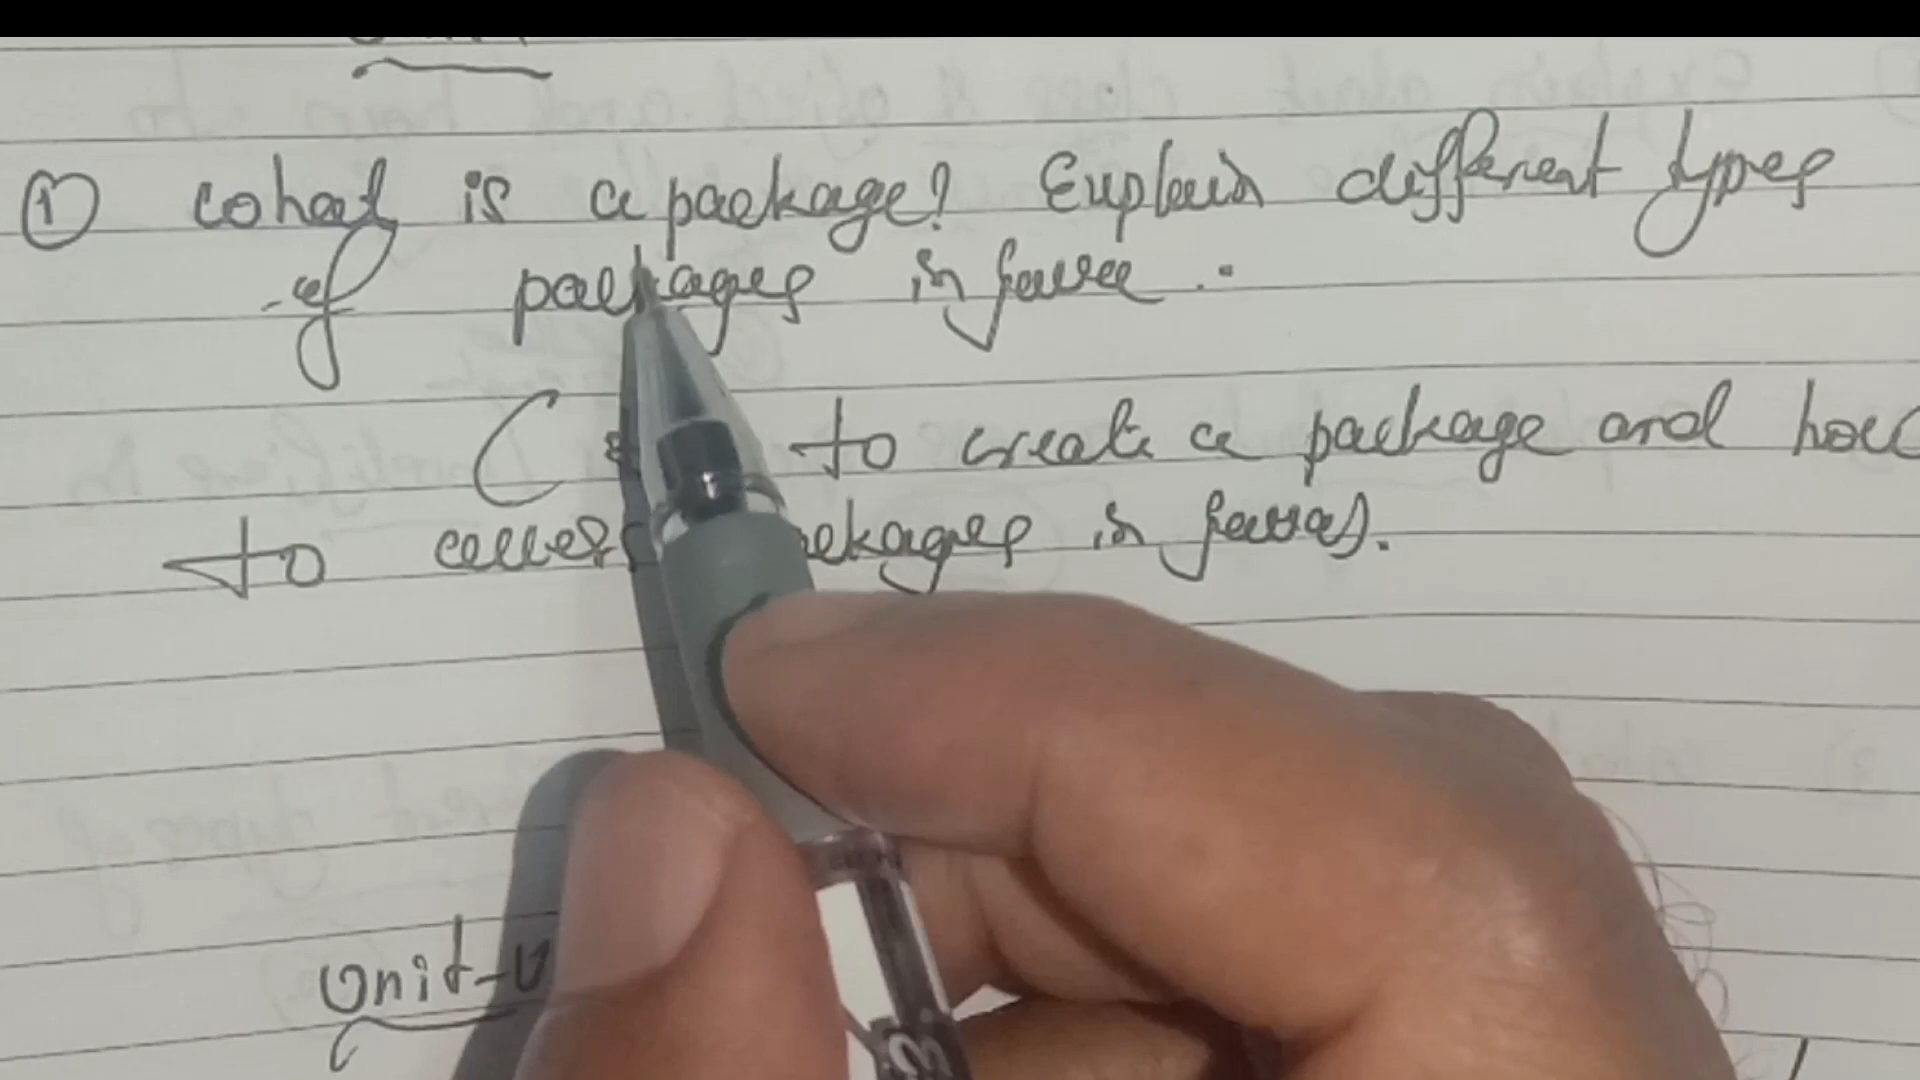 ① what is a package? Explain different types
of packages in Java.
to create a package and how
to access packages in Java).
Unit-V